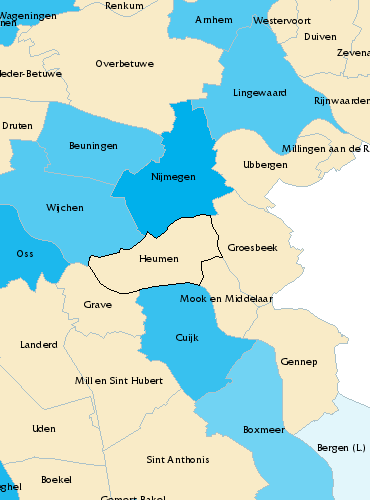 Renkum
Wageningen
Arnhem
Westervoort
Duiven
Overbetuwe
Zevena
eder-Betuwe
Lingewaard
Rijnwaarden
Druten
Beuningen
Millingen aan de R
Ubbergen
Nijmegen
Wijchen
Groesbeek
Oss
Heumen
Mook en Middelaar
Grave
Cuijk
Landerd
Gennep
Mill en Sint Hubert
Uden
Boxmeer
Bergen (L.)
Sint Anthonis
Boekel
ghel
Gemert-Bakel